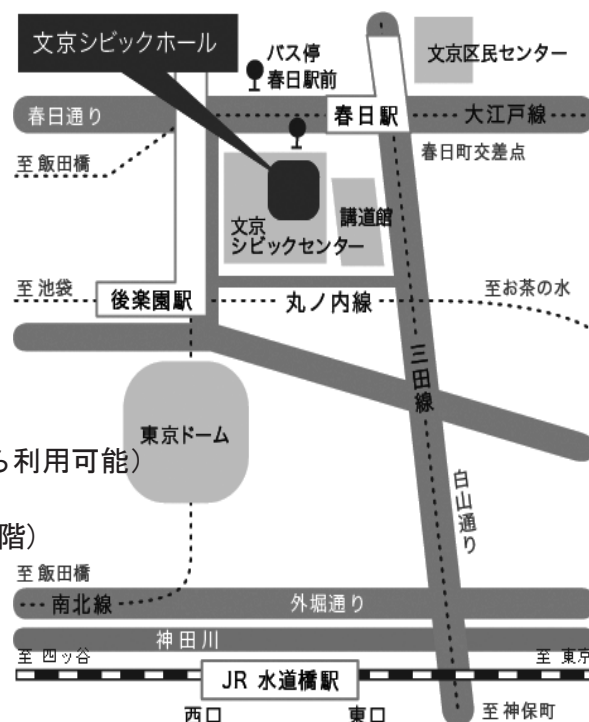 文京シビックホール
バス停
春日駅前
文京区民センター
春日通り
春日駅
大江戸線
至 飯田橋
春日町交差点
文京
シビックセンター
講道館
至 池袋
後楽園駅
丸ノ内線
至お茶の水
三田線
東京ドーム
ら利用可能）
白山通り
階）
至 飯田橋
南北線
外堀通り
神田川
至 四ッ谷
至 東京
JR 水道橋駅
西口
東口
至 神保町